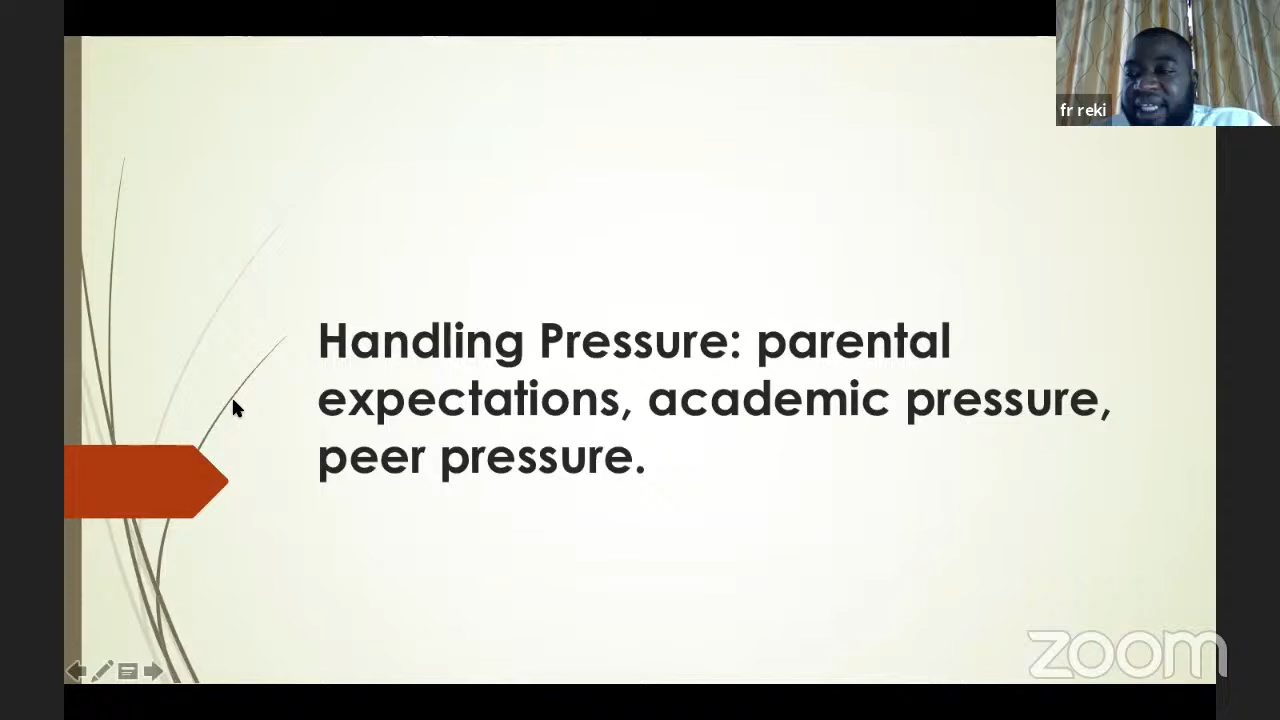 fr reki
Handling Pressure: parental
expectations, academic pressure,
peer pressure.
zoom